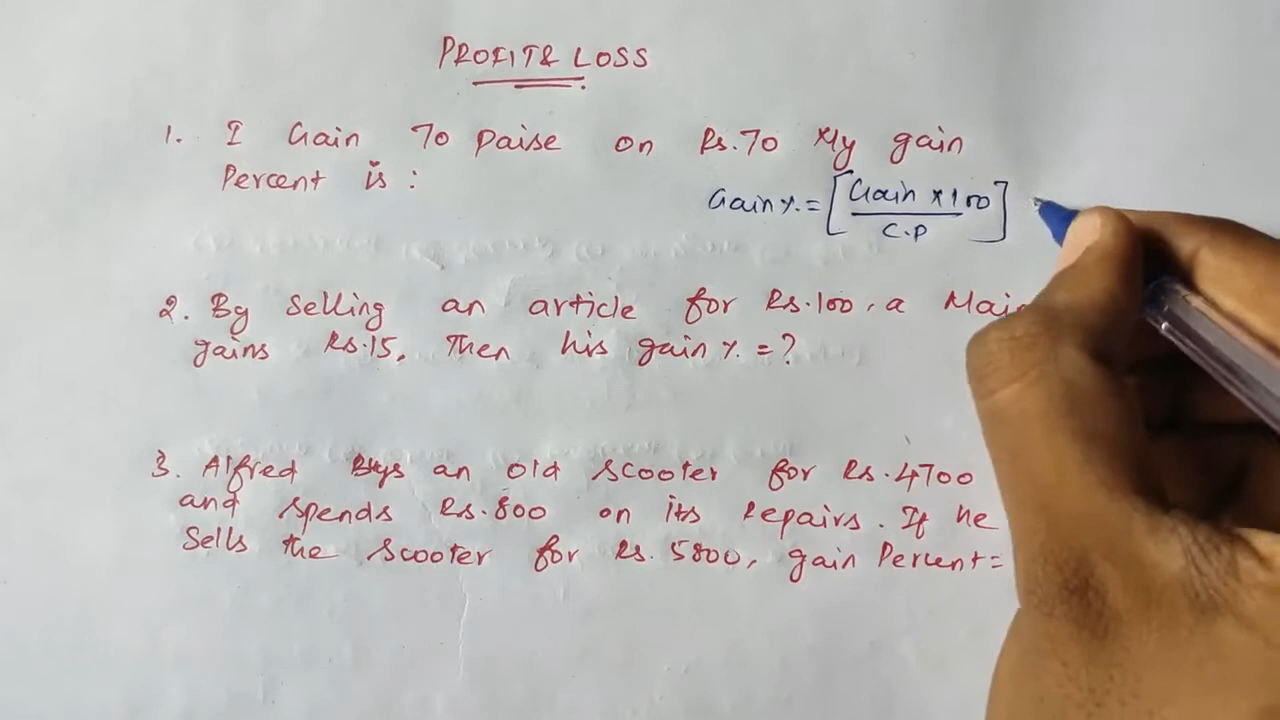 PROFIT & LOSS
1. I Gain 70 Paise on Rs.70 My gain
Percent is :
Gain % = [Gain × 100 / C.P]
2. By Selling an article for Rs.100, a
gains Rs.15, Then his gain % = ?
3. Alfred Buys an old scooter for Rs.4700
and spends Rs.800 on its Repairs. If he
Sells the scooter for Rs. 5800, gain Percent=